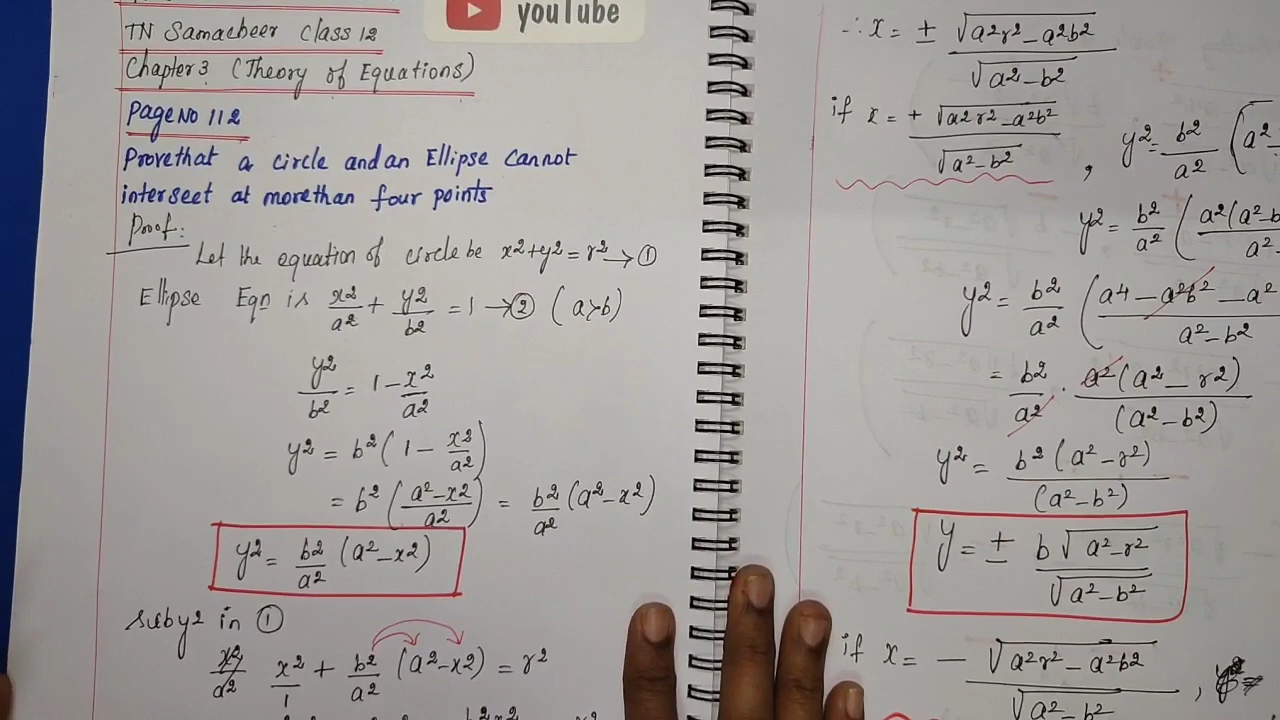 youTube
TN Samacheer Class 12
Chapter 3 (Theory of Equations)
Page No 112
Prove that a circle and an Ellipse cannot
intersect at more than four points
Proof:
Let the equation of circle be x²+y² = r² → ①
Ellipse Eqn is x²/a² + y²/b² = 1 → ② (a>b)
y²/b² = 1 - x²/a²
y² = b² (1 - x²/a²)
= b² ((a²-x²)/a²) = b²/a² (a²-x²)
y² = b²/a² (a²-x²)
sub y² in ①
x²/1 + b²/a² (a²-x²) = r²
∴ x = ± √(a²r²-a²b²)/√(a²-b²)
if x = + √(a²r²-a²b²)/√(a²-b²) , y² = b²/a² (a²-
y² = b²/a² (a²(a²-b
a²-
y² = b²/a² (a4 - a²b² - a²
a²-b²
= b²/a² . a²(a²-r²)/(a²-b²)
y² = b²(a²-r²)/(a²-b²)
y = ± b√(a²-r²)/√(a²-b²)
if x = - √(a²r²-a²b²)/√(a²-b²) ,